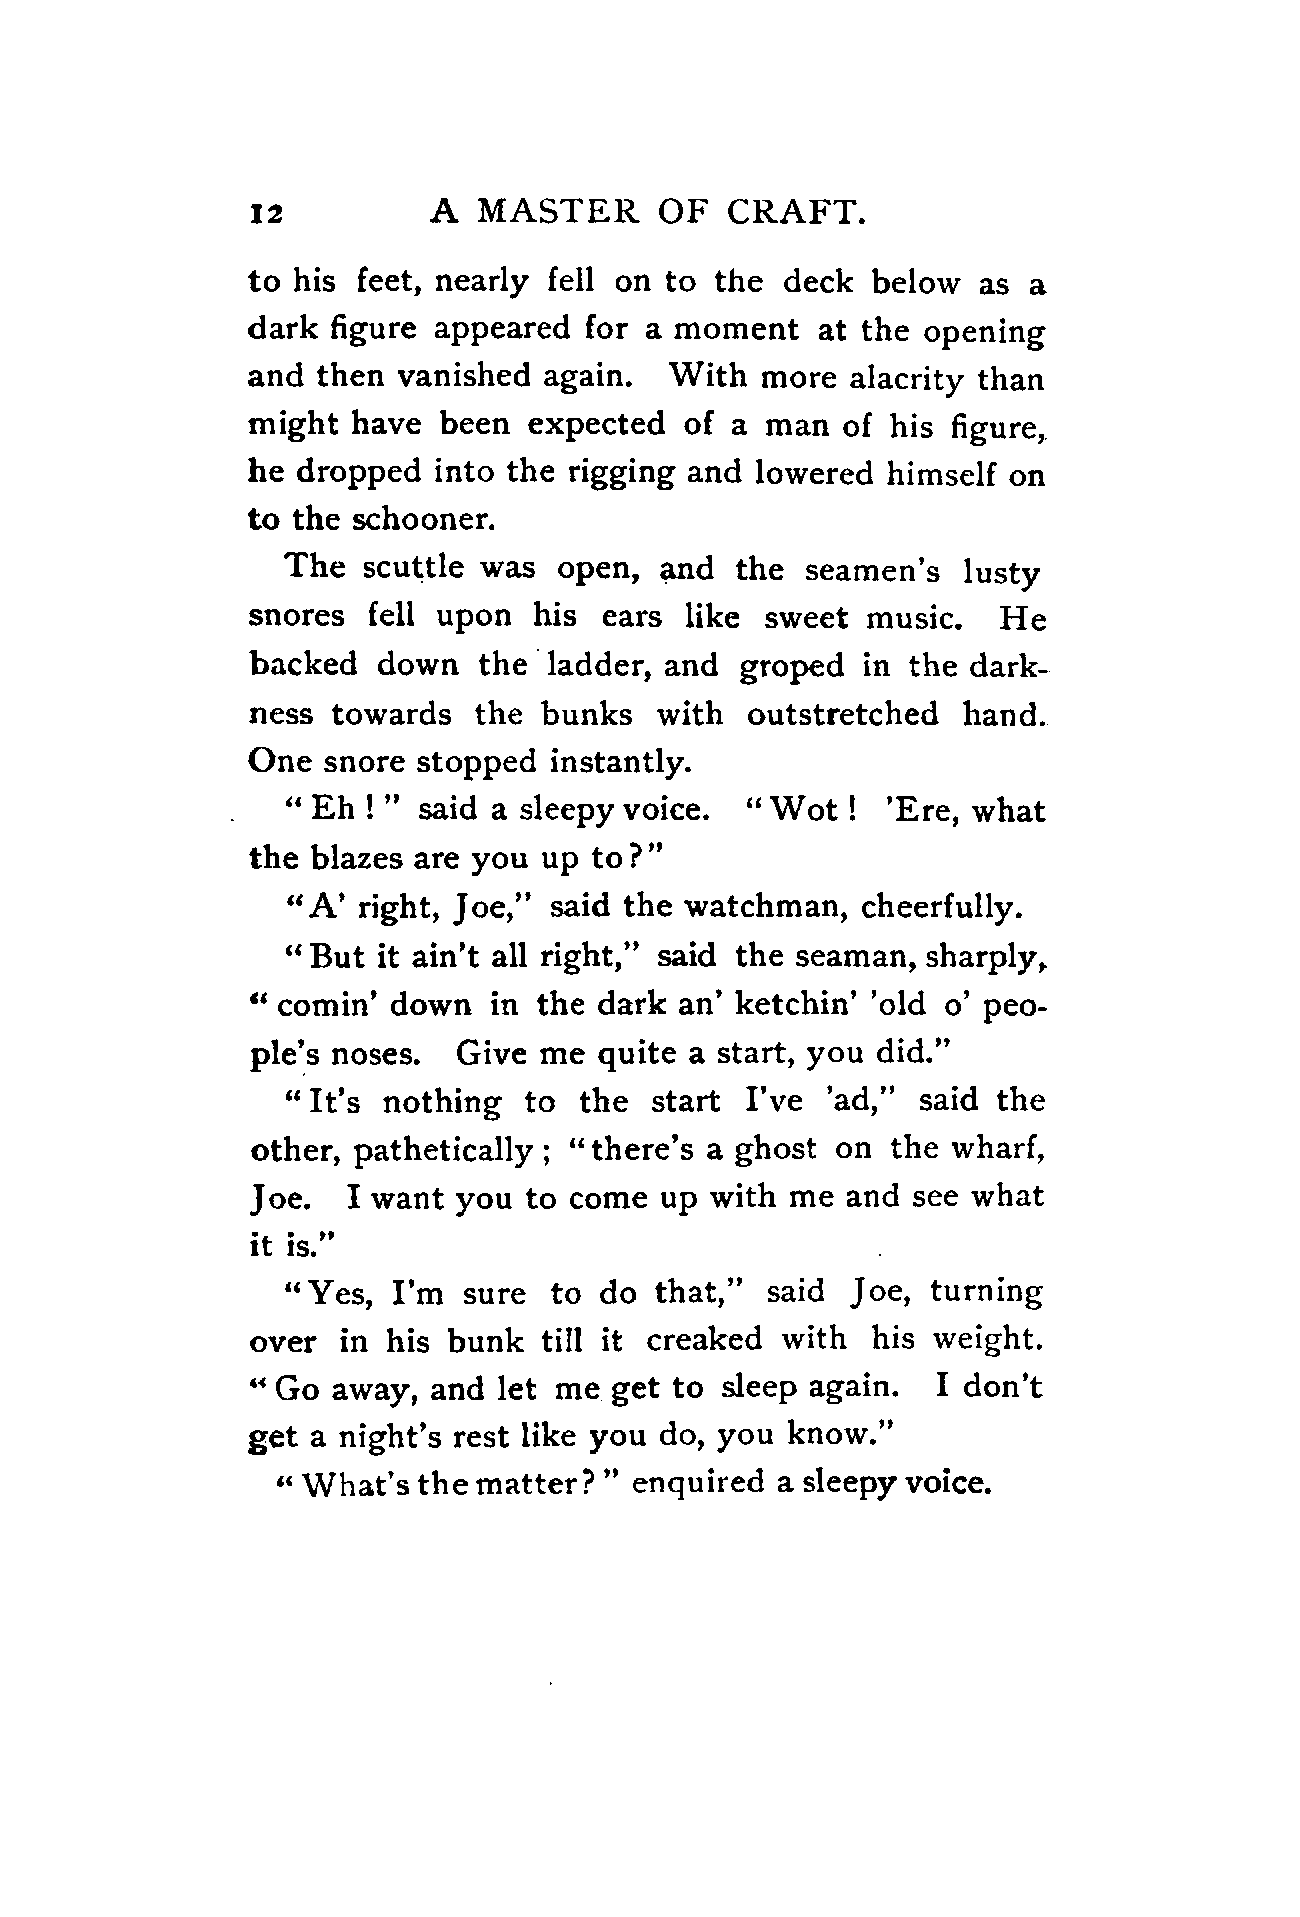 12 A MASTER OF CRAFT.
to his feet, nearly fell on to the deck below as a
dark figure appeared for a moment at the opening
and then vanished again. With more alacrity than
might have been expected of a man of his figure,
he dropped into the rigging and lowered himself on
to the schooner.
The scuttle was open, and the seamen's lusty
snores fell upon his ears like sweet music. He
backed down the ladder, and groped in the dark-
ness towards the bunks with outstretched hand.
One snore stopped instantly.
"Eh!" said a sleepy voice. "Wot! 'Ere, what
the blazes are you up to?"
"A' right, Joe," said the watchman, cheerfully.
"But it ain't all right," said the seaman, sharply,
"comin' down in the dark an' ketchin' 'old o' peo-
ple's noses. Give me quite a start, you did."
"It's nothing to the start I've 'ad," said the
other, pathetically; "there's a ghost on the wharf,
Joe. I want you to come up with me and see what
it is."
"Yes, I'm sure to do that," said Joe, turning
over in his bunk till it creaked with his weight.
"Go away, and let me get to sleep again. I don't
get a night's rest like you do, you know."
"What's the matter?" enquired a sleepy voice.